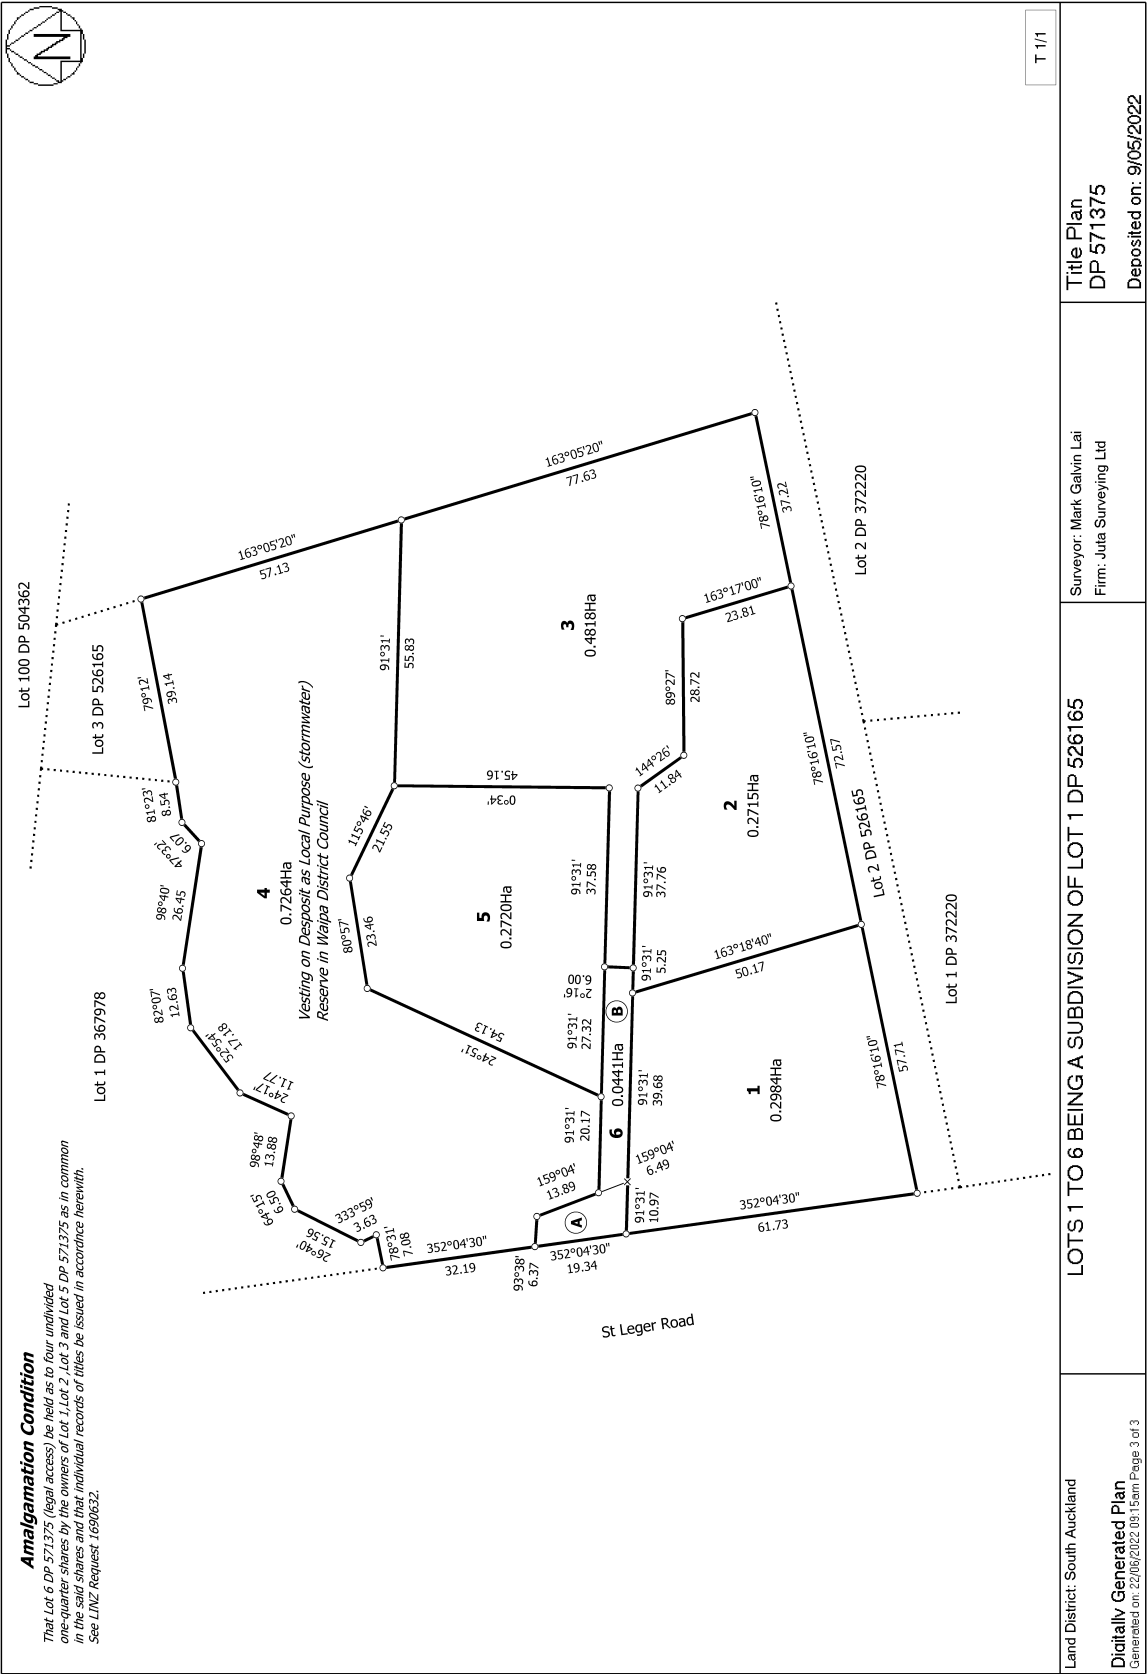 Amalgamation Condition
That Lot 6 DP 571375 (legal access) be held as to four undivided
one-quarter shares by the owners of Lot 1,Lot 2 ,Lot 3 and Lot 5 DP 571375 as in common
in the said shares and that individual records of titles be issued in accordnce herewith.
See LINZ Request 1690632.
N
Lot 100 DP 504362
Lot 3 DP 526165
Lot 1 DP 367978
79°12'
39.14
81°23'
8.54
47°32'
6.07
98°40'
26.45
82°07'
12.63
52°54'
17.18
24°17'
11.77
98°48'
13.88
64°15'
6.50
26°40'
15.56
333°59'
3.63
78°31'
7.08
163°05'20"
57.13
4
0.7264Ha
Vesting on Desposit as Local Purpose (stormwater)
Reserve in Waipa District Council
352°04'30"
32.19
91°31'
55.83
163°05'20"
77.63
115°46'
21.55
80°57'
23.46
24°51'
54.13
0°34'
45.16
5
0.2720Ha
3
0.4818Ha
93°38'
6.37
352°04'30"
19.34
159°04'
13.89
A
91°31'
20.17
91°31'
27.32
2°16'
6.00
91°31'
37.58
6
0.0441Ha
B
159°04'
6.49
91°31'
10.97
91°31'
39.68
91°31'
5.25
91°31'
37.76
144°26'
11.84
89°27'
28.72
163°17'00"
23.81
78°16'10"
37.22
St Leger Road
352°04'30"
61.73
1
0.2984Ha
163°18'40"
50.17
2
0.2715Ha
78°16'10"
72.57
78°16'10"
57.71
Lot 2 DP 526165
Lot 2 DP 372220
Lot 1 DP 372220
T 1/1
Land District: South Auckland
Digitally Generated Plan
Generated on: 22/06/2022 09:15am Page 3 of 3
LOTS 1 TO 6 BEING A SUBDIVISION OF LOT 1 DP 526165
Surveyor: Mark Galvin Lai
Firm: Juta Surveying Ltd
Title Plan
DP 571375
Deposited on: 9/05/2022